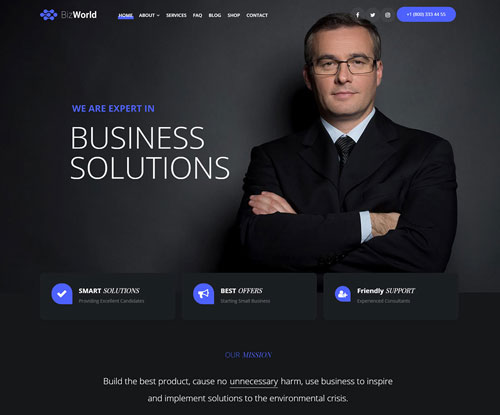 BizWorld
HOME ABOUT SERVICES FAQ BLOG SHOP CONTACT
+1 (800) 333 44 55
WE ARE EXPERT IN
BUSINESS
SOLUTIONS
SMART SOLUTIONS
Providing Excellent Candidates
BEST OFFERS
Starting Small Business
Friendly SUPPORT
Experienced Consultants
OUR MISSION
Build the best product, cause no unnecessary harm, use business to inspire
and implement solutions to the environmental crisis.